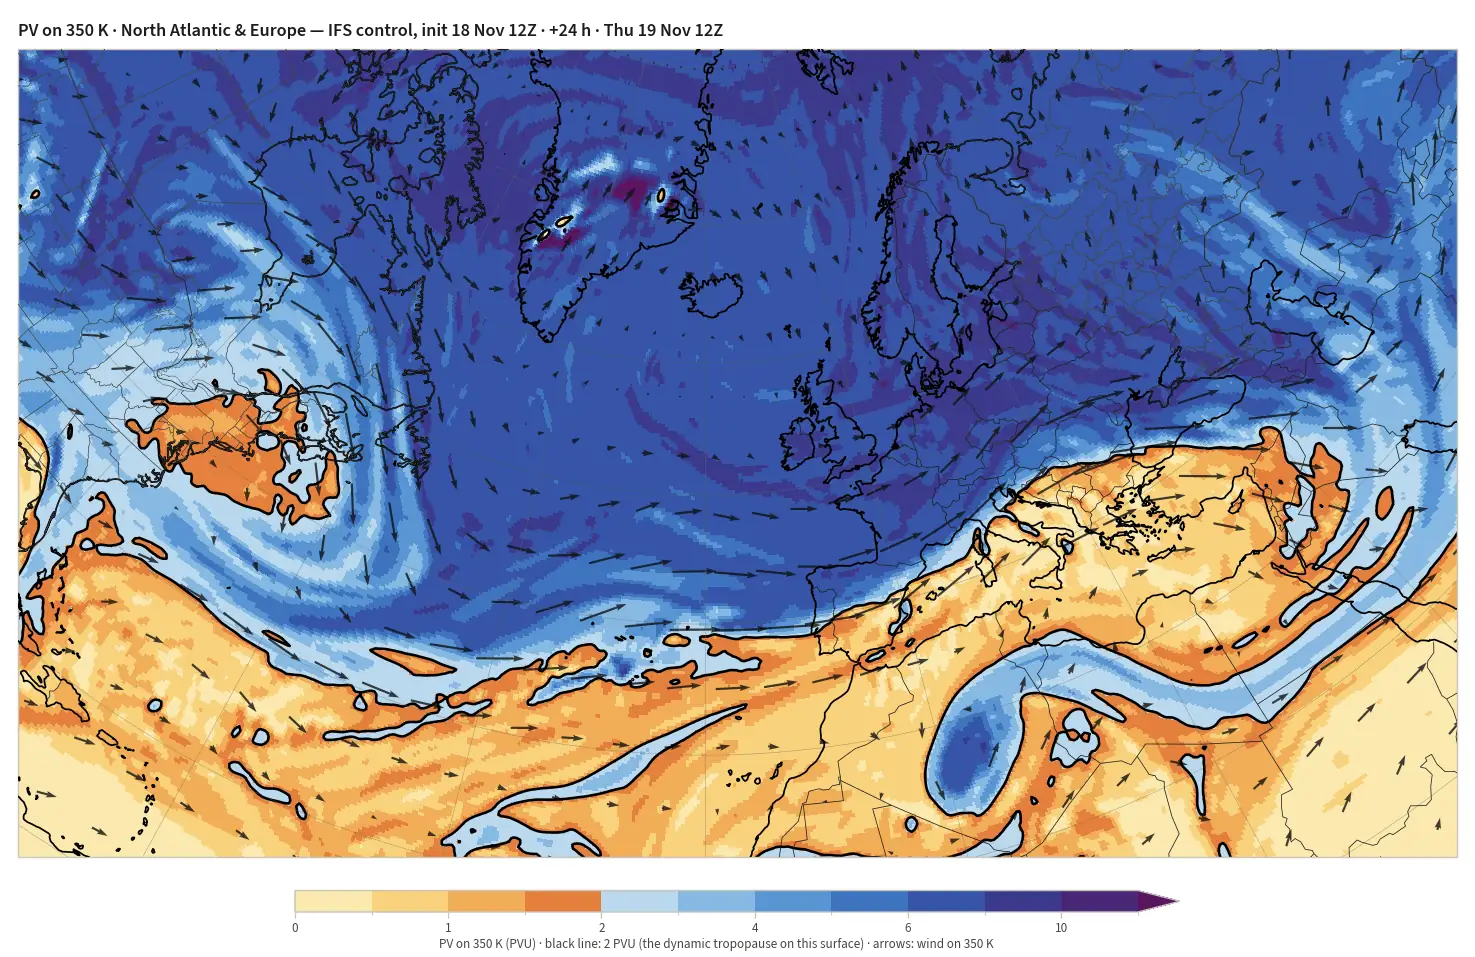 PV on 350 K · North Atlantic & Europe — IFS control, init 18 Nov 12Z · +24 h · Thu 19 Nov 12Z
0 1 2 4 6 10
PV on 350 K (PVU) · black line: 2 PVU (the dynamic tropopause on this surface) · arrows: wind on 350 K